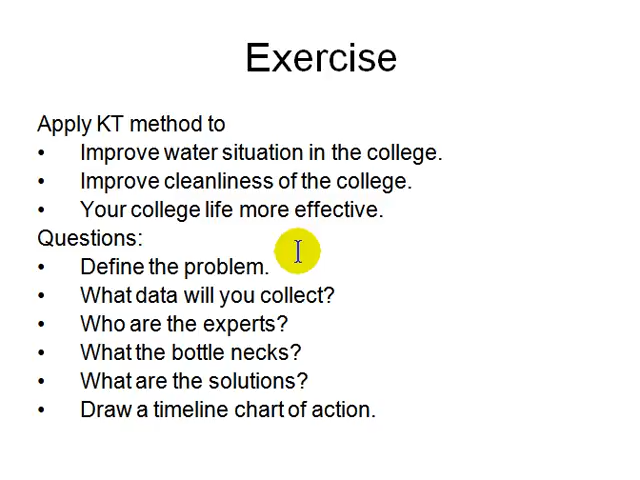 Exercise
Apply KT method to
• Improve water situation in the college.
• Improve cleanliness of the college.
• Your college life more effective.
Questions:
• Define the problem.
• What data will you collect?
• Who are the experts?
• What the bottle necks?
• What are the solutions?
• Draw a timeline chart of action.